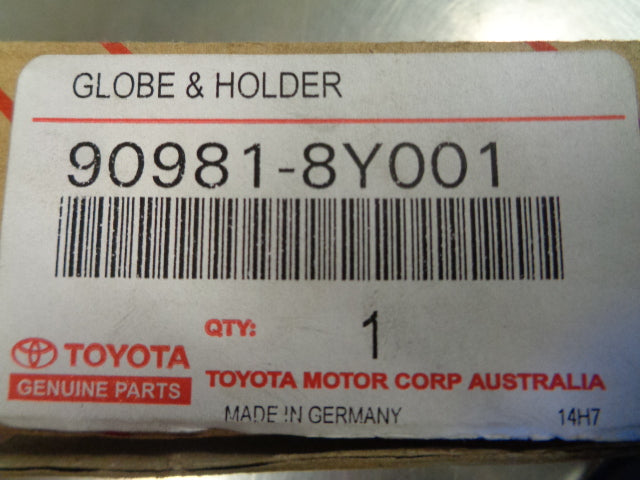 GLOBE & HOLDER
90981-8Y001
QTY: 1
TOYOTA
GENUINE PARTS
TOYOTA MOTOR CORP AUSTRALIA
MADE IN GERMANY 14H7